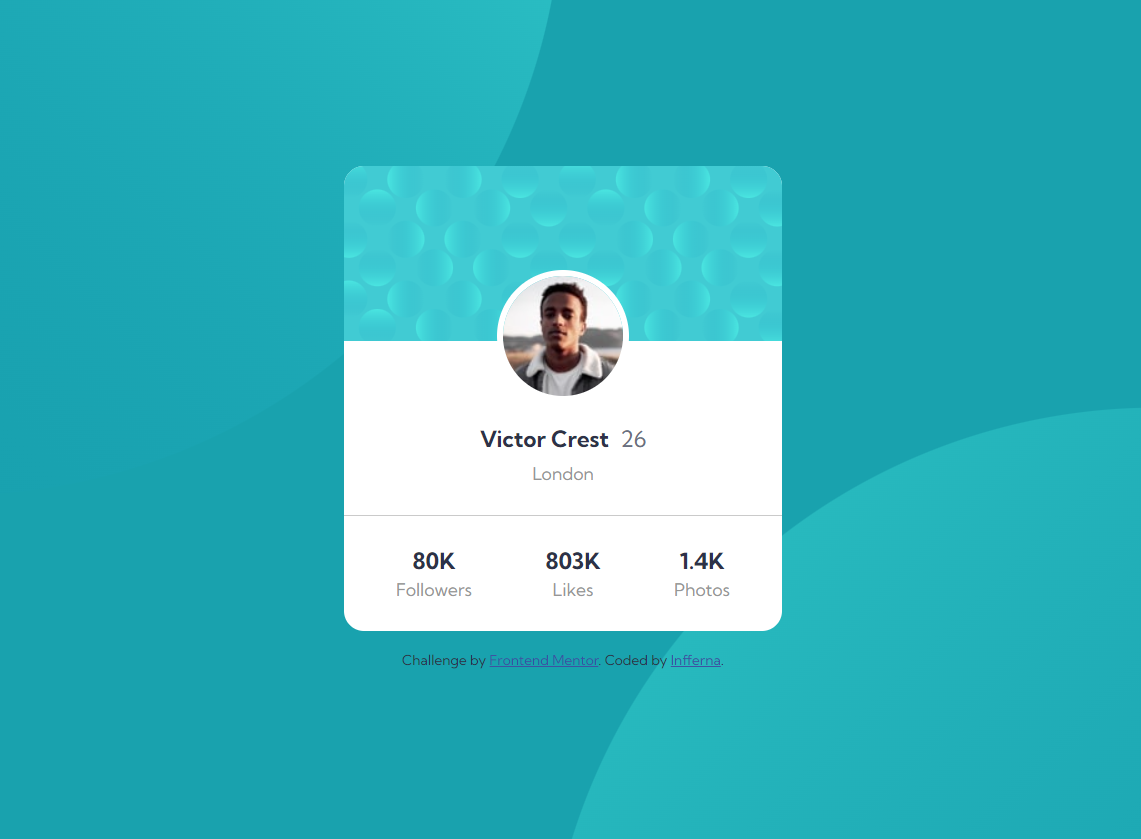 Victor Crest 26
London
80K 803K 1.4K
Followers Likes Photos
Challenge by Frontend Mentor. Coded by Infferna.